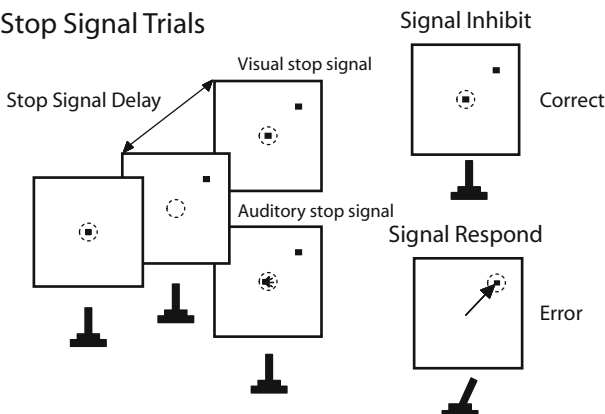 Stop Signal Trials
Signal Inhibit
Visual stop signal
Stop Signal Delay
Correct
Auditory stop signal
Signal Respond
Error